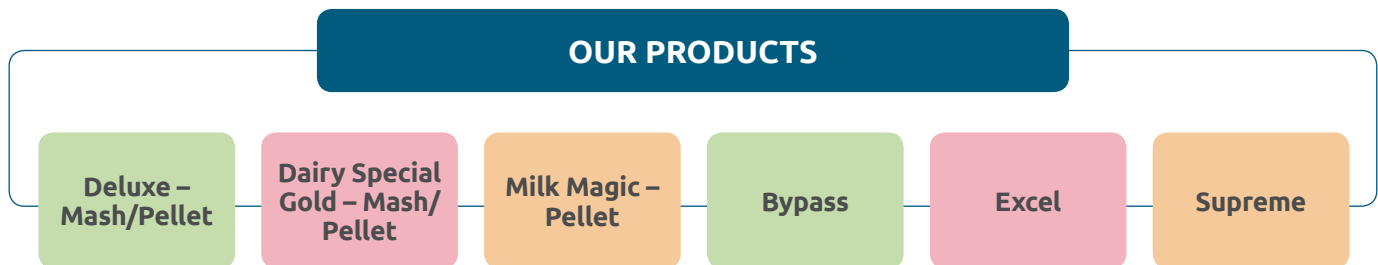 OUR PRODUCTS
Deluxe –
Mash/Pellet
Dairy Special
Gold – Mash/
Pellet
Milk Magic –
Pellet
Bypass
Excel
Supreme